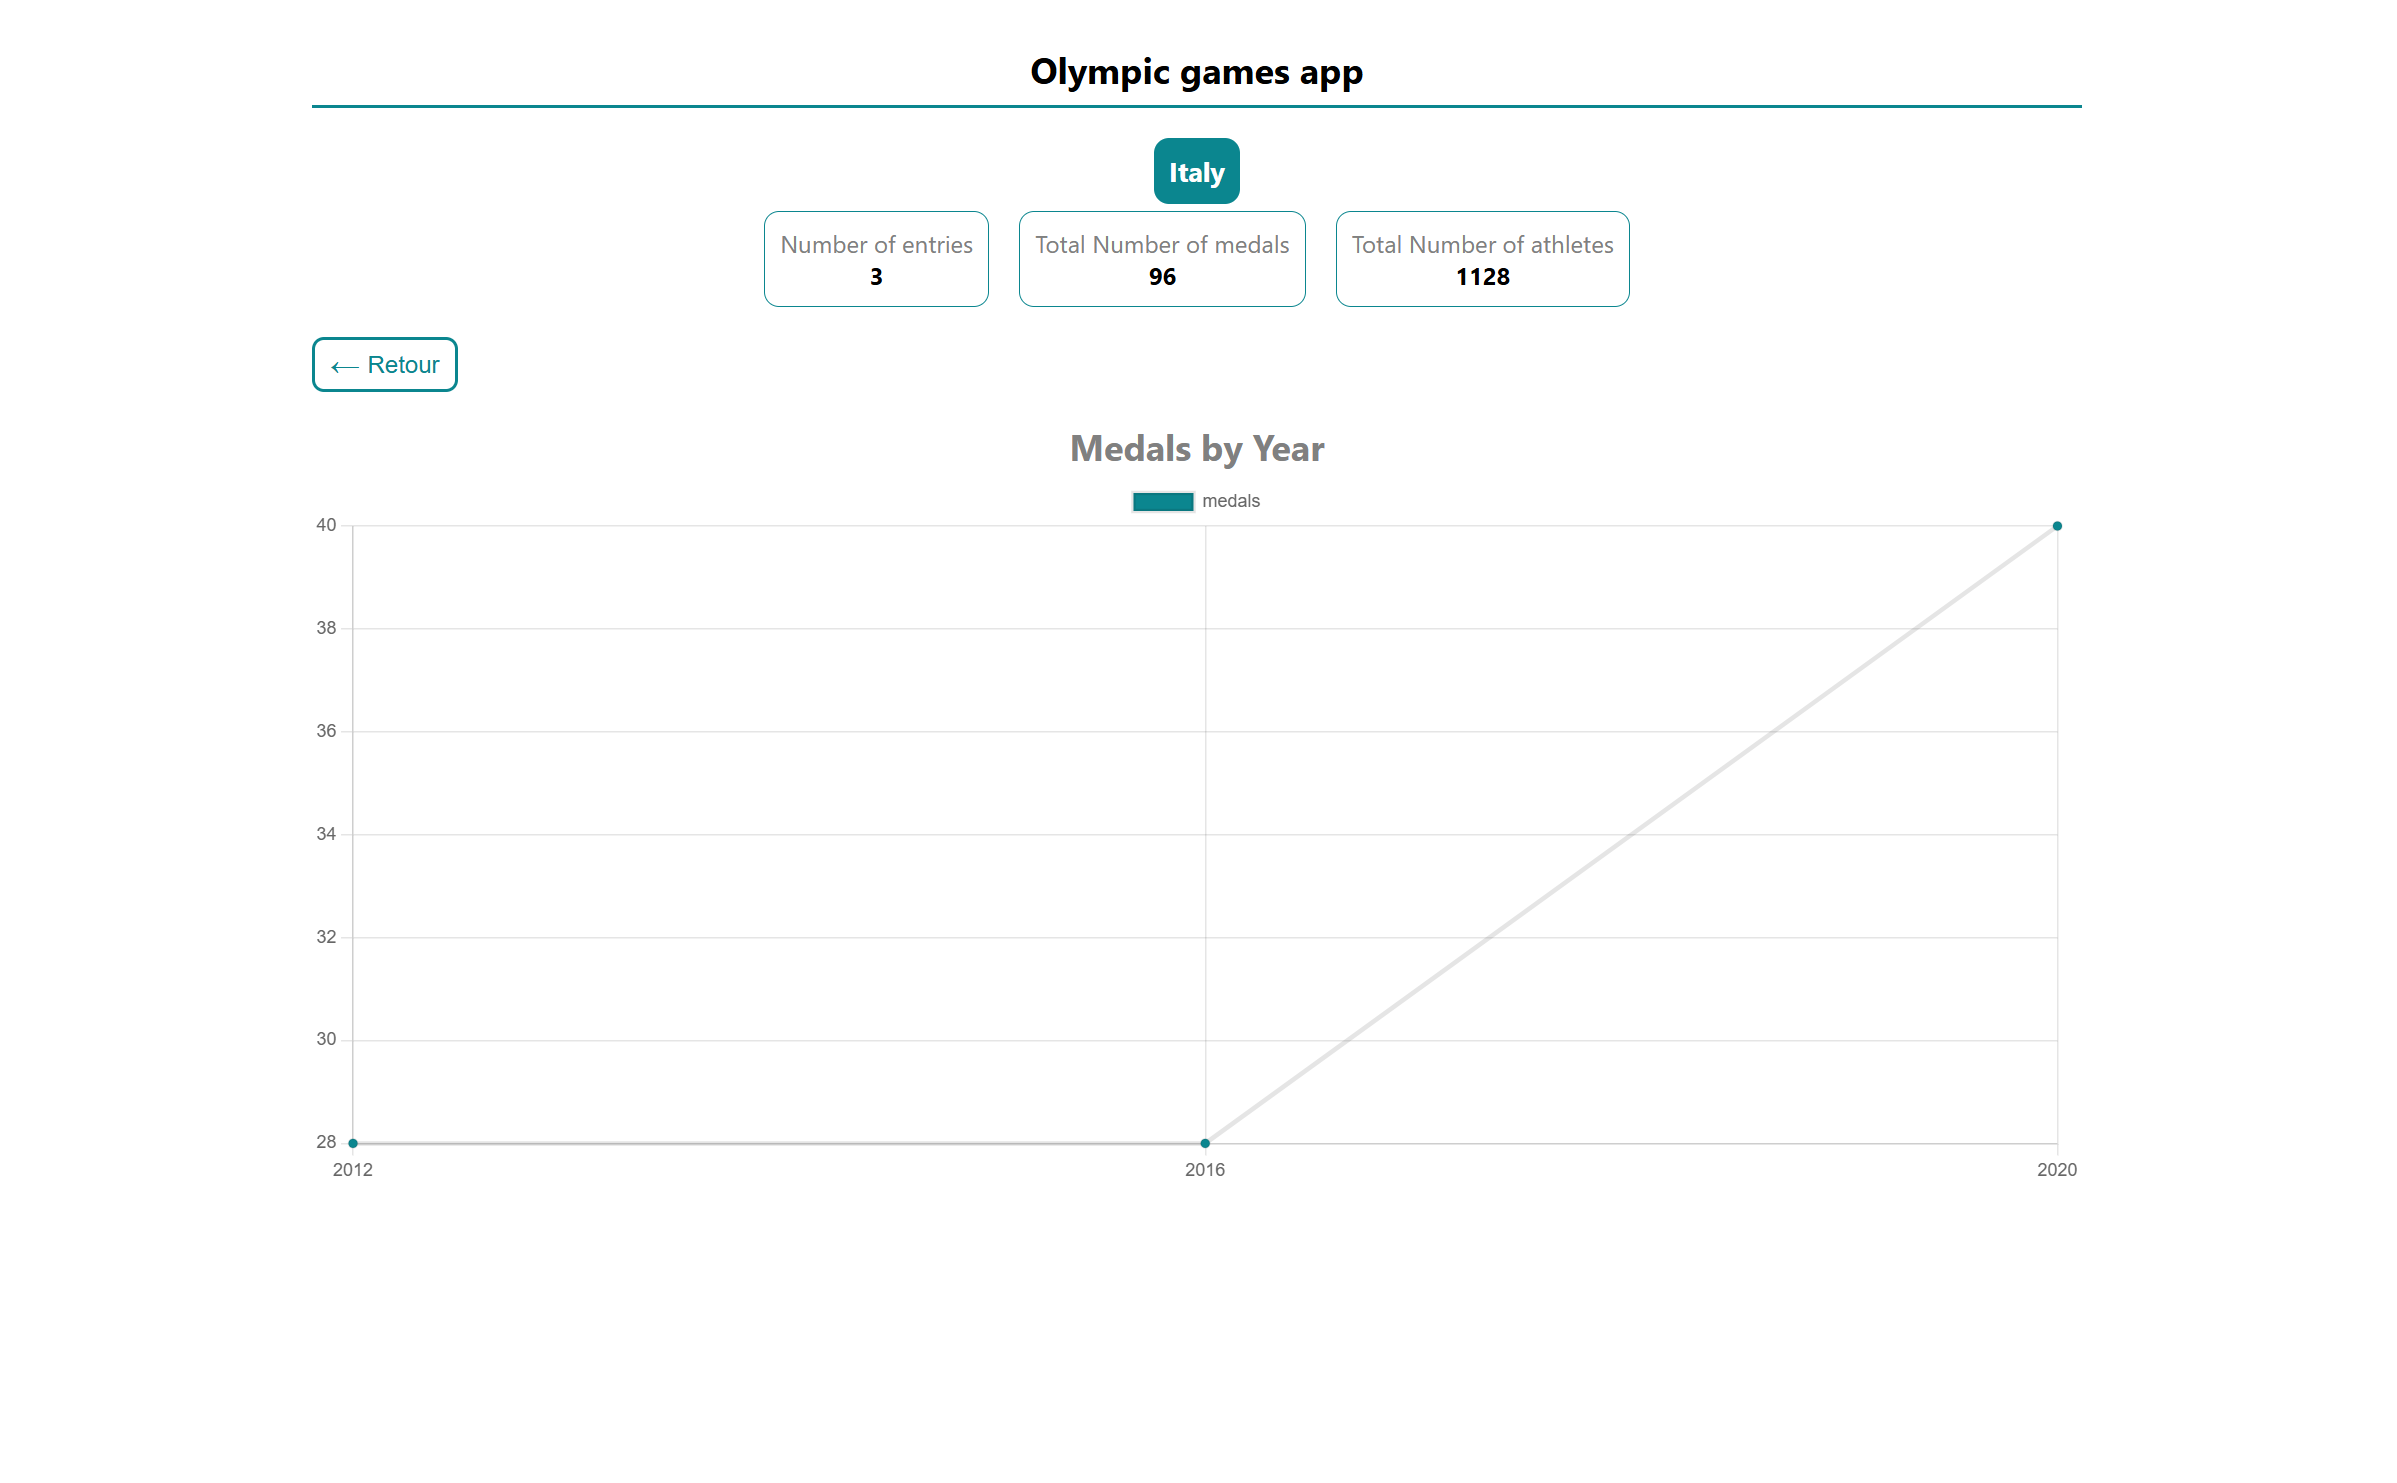 Olympic games app
Italy
Number of entries
3
Total Number of medals
96
Total Number of athletes
1128
← Retour
Medals by Year
medals
40
38
36
34
32
30
28
2012 2016 2020